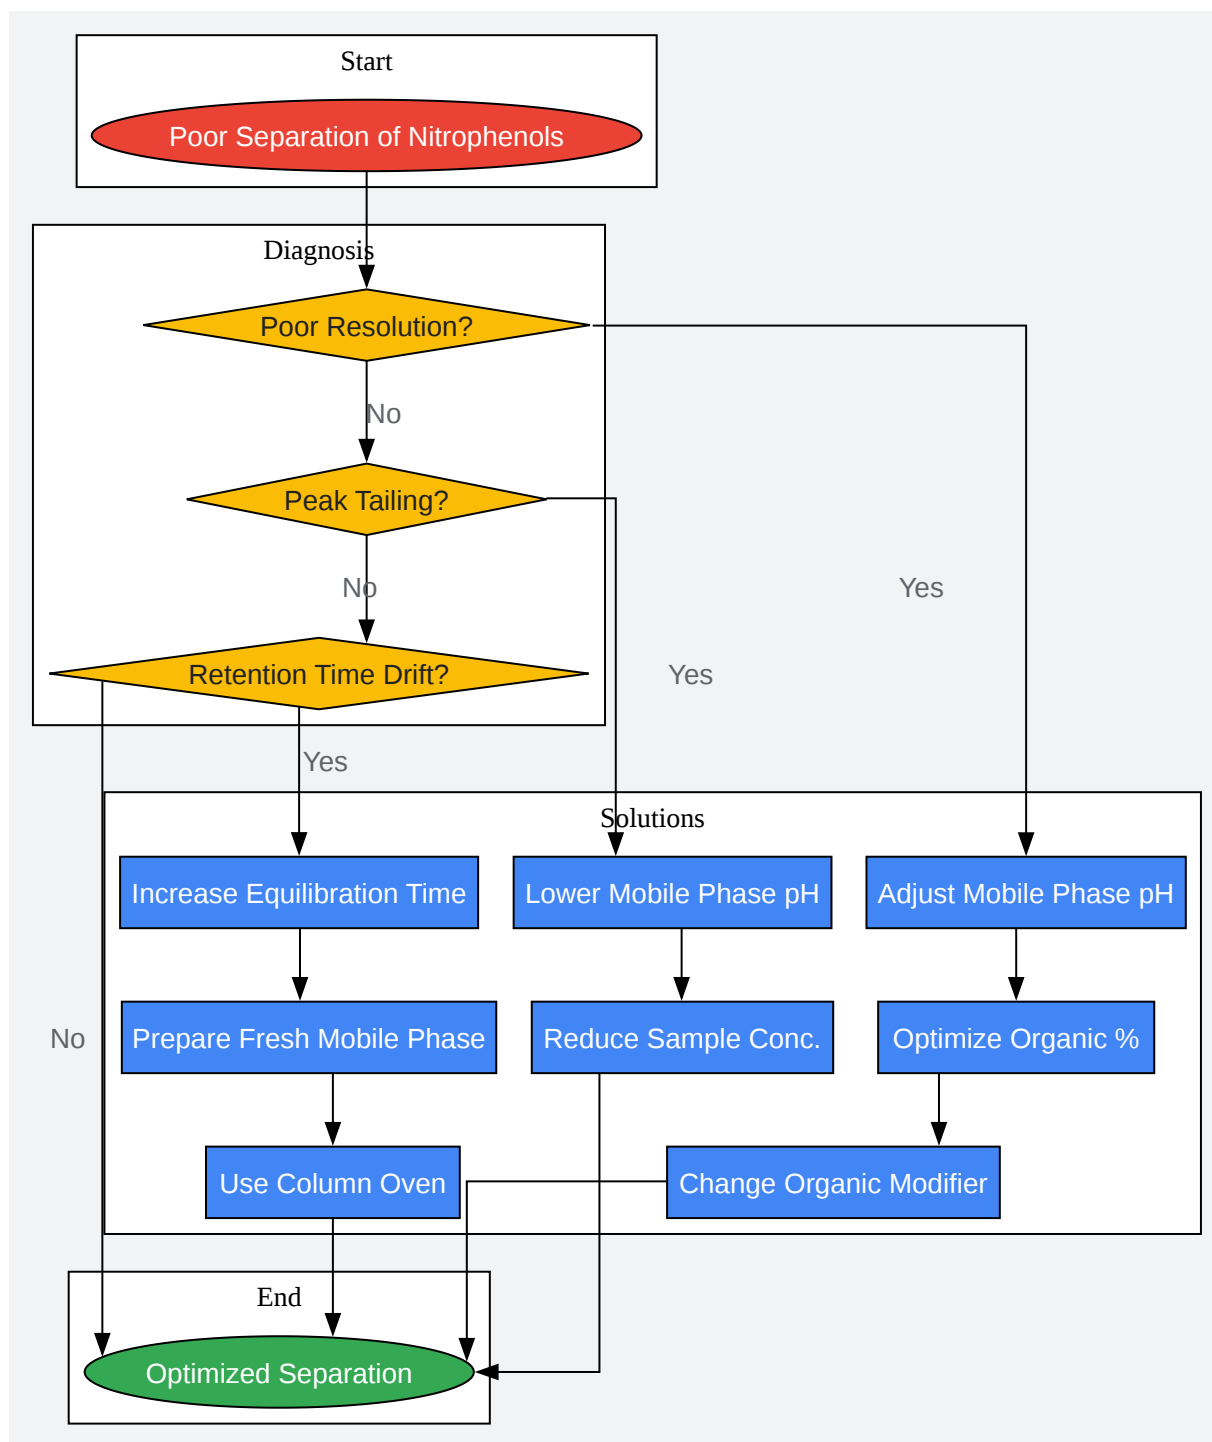 Start
Poor Separation of Nitrophenols
Diagnosis
Poor Resolution?
No
Peak Tailing?
No
Yes
Retention Time Drift?
Yes
Yes
Solutions
Increase Equilibration Time
Lower Mobile Phase pH
Adjust Mobile Phase pH
No
Prepare Fresh Mobile Phase
Reduce Sample Conc.
Optimize Organic %
Use Column Oven
Change Organic Modifier
End
Optimized Separation